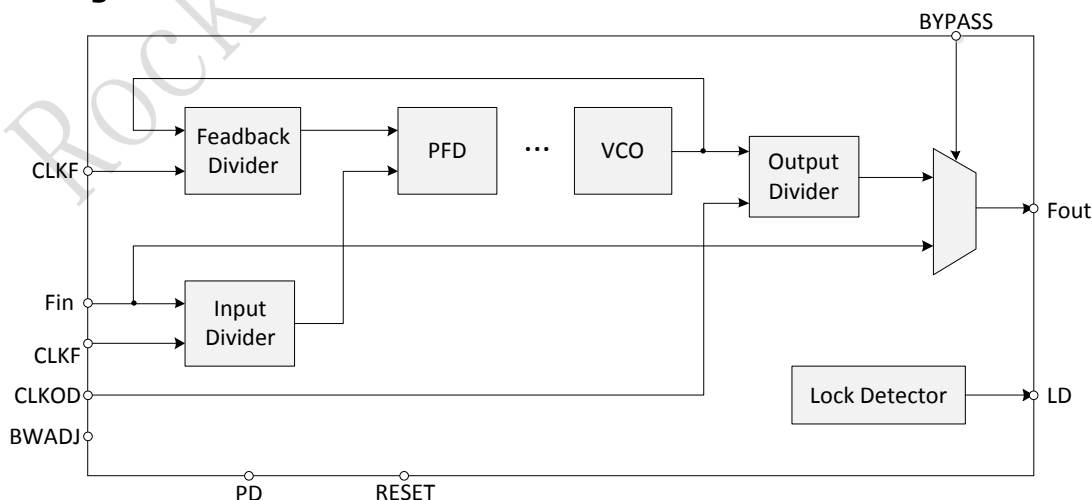 BYPASS
Feadback
Divider
PFD
...
VCO
Output
Divider
CLKF
Fout
Fin
Input
Divider
CLKF
CLKOD
Lock Detector
LD
BWADJ
PD
RESET
Rock